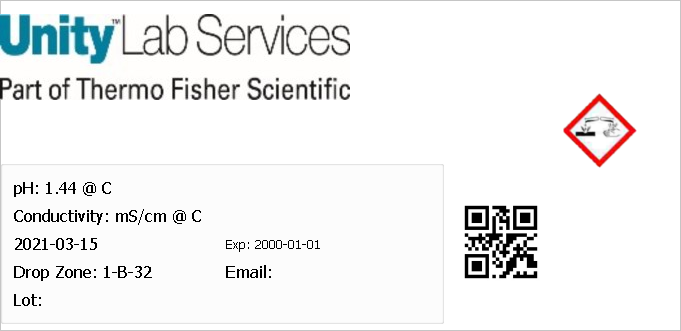 Unity™ Lab Services
Part of Thermo Fisher Scientific
pH: 1.44 @ C
Conductivity: mS/cm @ C
2021-03-15 Exp: 2000-01-01
Drop Zone: 1-B-32 Email:
Lot: